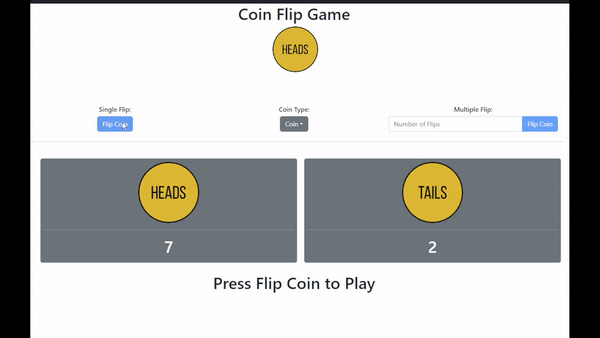 Coin Flip Game
HEADS
Single Flip:
Coin Type:
Multiple Flip:
Flip Coin
Coin
Number of Flips
Flip Coin
HEADS
TAILS
7
2
Press Flip Coin to Play